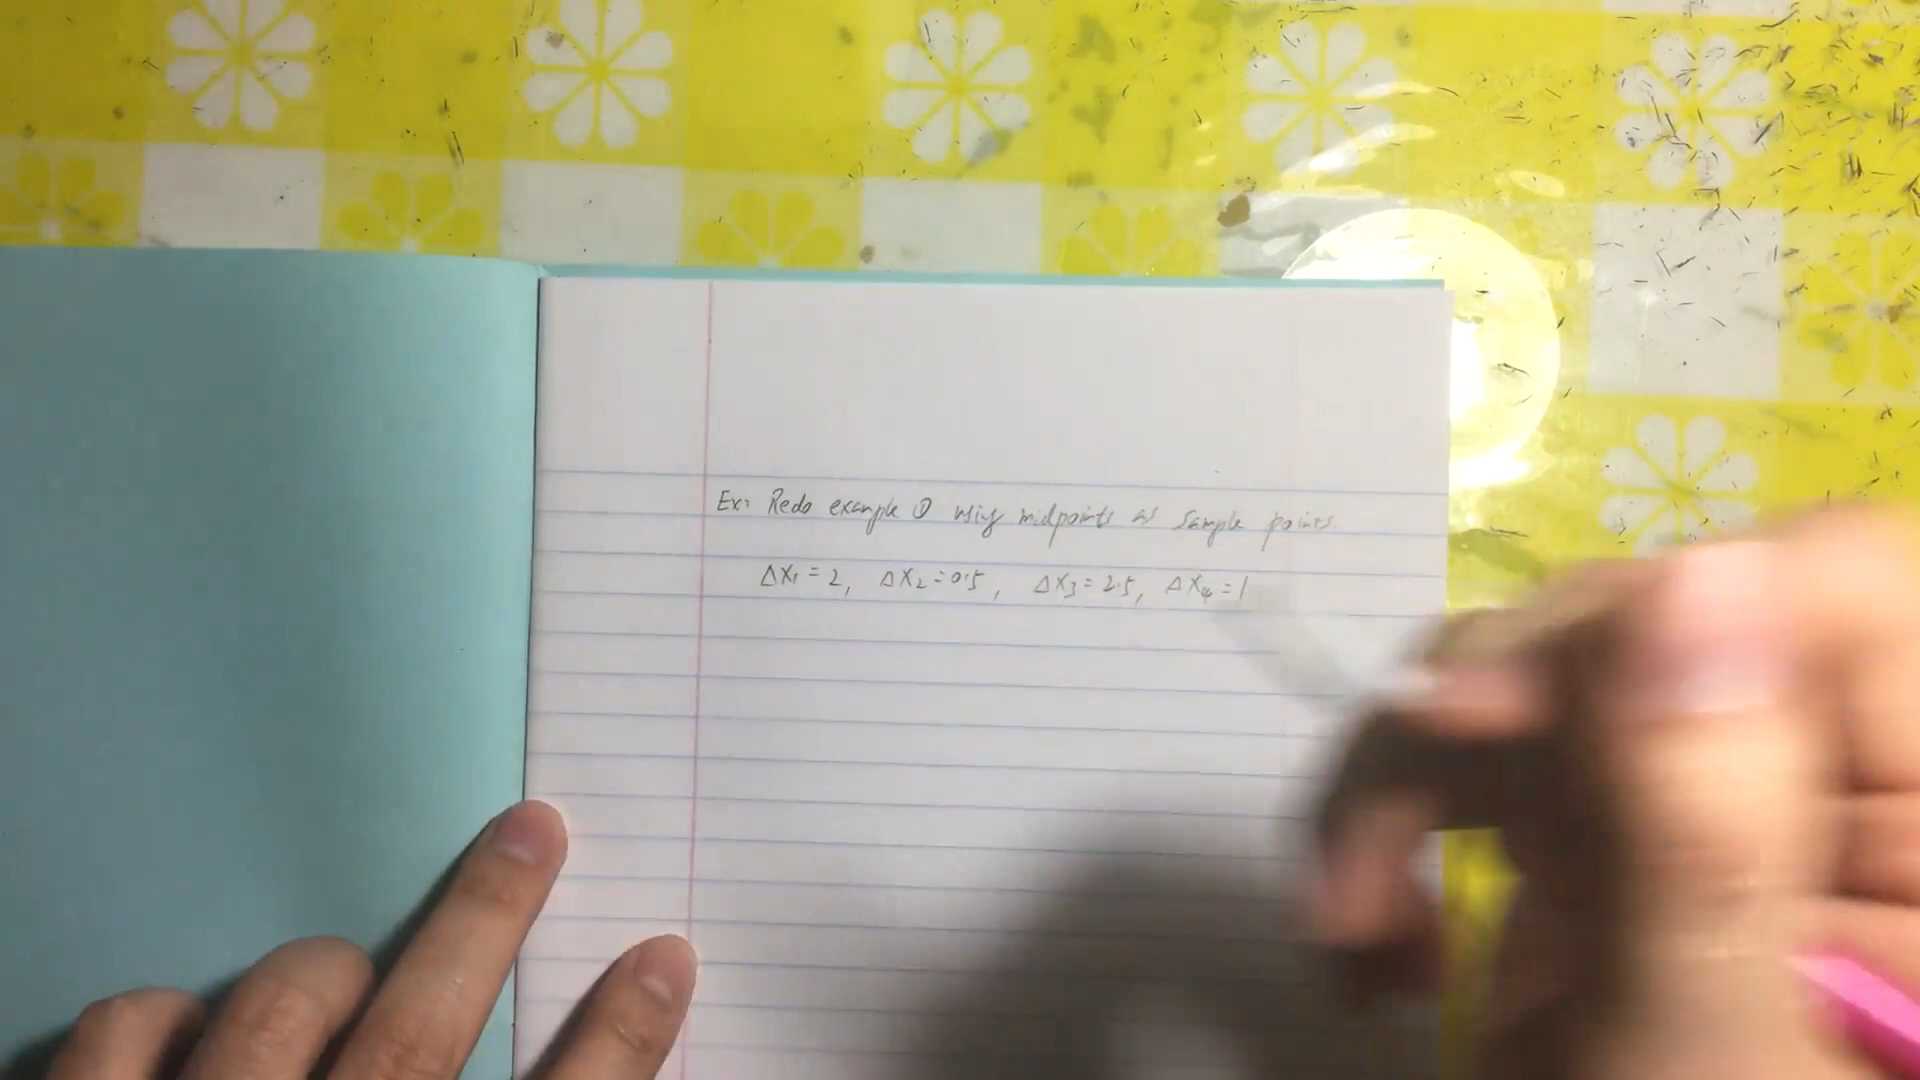 Ex: Redo example ① using midpoints as sample points
Δx₁ = 2, Δx₂ = 0.5, Δx₃ = 2.5, Δx₄ = 1